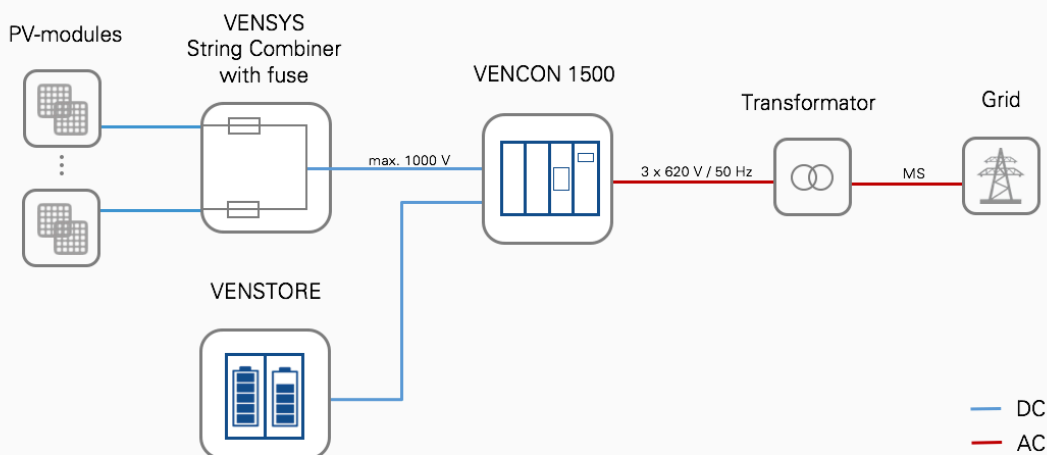 PV-modules
VENSYS
String Combiner
with fuse
VENCON 1500
Transformator
Grid
max. 1000 V
3 x 620 V / 50 Hz
MS
VENSTORE
DC
AC